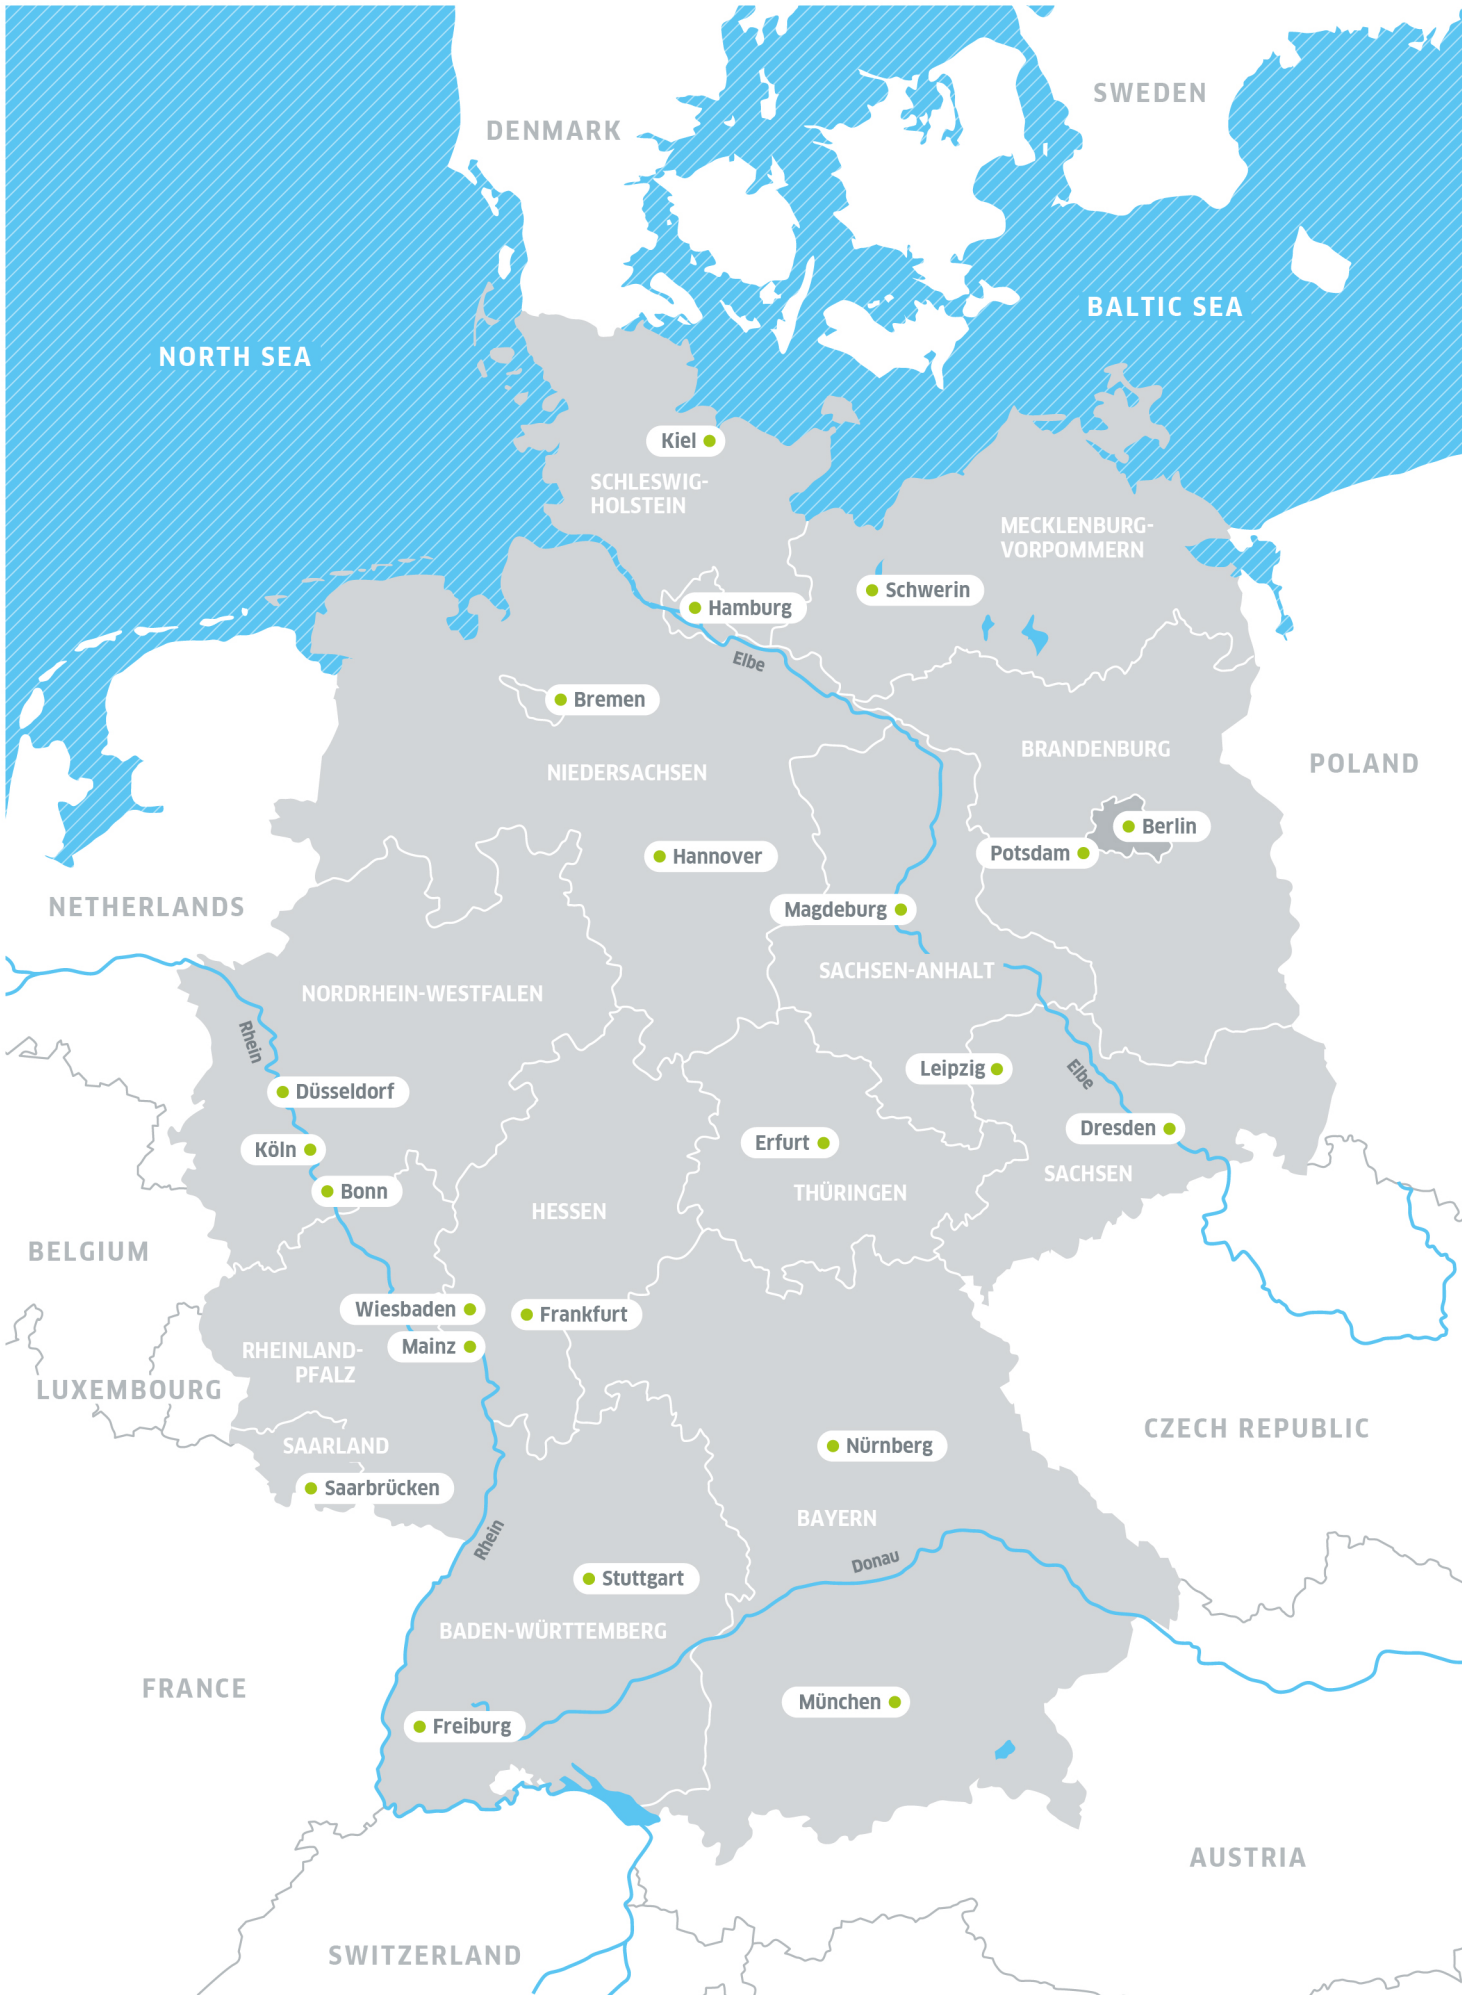 SWEDEN
DENMARK
BALTIC SEA
NORTH SEA
Kiel
SCHLESWIG-
HOLSTEIN
MECKLENBURG-
VORPOMMERN
Schwerin
Hamburg
Elbe
Bremen
BRANDENBURG
POLAND
NIEDERSACHSEN
Berlin
Potsdam
Hannover
NETHERLANDS
Magdeburg
SACHSEN-ANHALT
NORDRHEIN-WESTFALEN
Rhein
Leipzig
Elbe
Düsseldorf
Dresden
Erfurt
Köln
SACHSEN
Bonn
THÜRINGEN
HESSEN
BELGIUM
Wiesbaden
Frankfurt
Mainz
RHEINLAND-
PFALZ
LUXEMBOURG
CZECH REPUBLIC
SAARLAND
Nürnberg
Saarbrücken
BAYERN
Rhein
Donau
Stuttgart
BADEN-WÜRTTEMBERG
FRANCE
München
Freiburg
AUSTRIA
SWITZERLAND